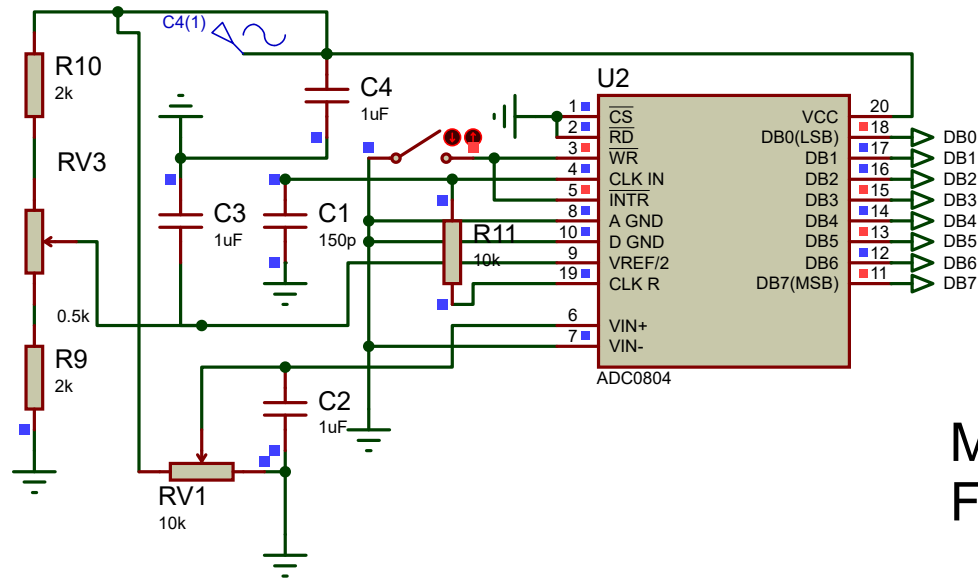 C4(1)
R10
2k
C4
1uF
U2
RV3
C3
1uF
C1
150p
R11
10k
0.5k
R9
2k
C2
1uF
RV1
10k
1
CS
2
RD
3
WR
4
CLK IN
5
INTR
8
A GND
10
D GND
9
VREF/2
19
CLK R
6
VIN+
7
VIN-
VCC
20
DB0(LSB)
18
DB1
17
DB2
16
DB3
15
DB4
14
DB5
13
DB6
12
DB7(MSB)
11
DB0
DB1
DB2
DB3
DB4
DB5
DB6
DB7
ADC0804
M
F